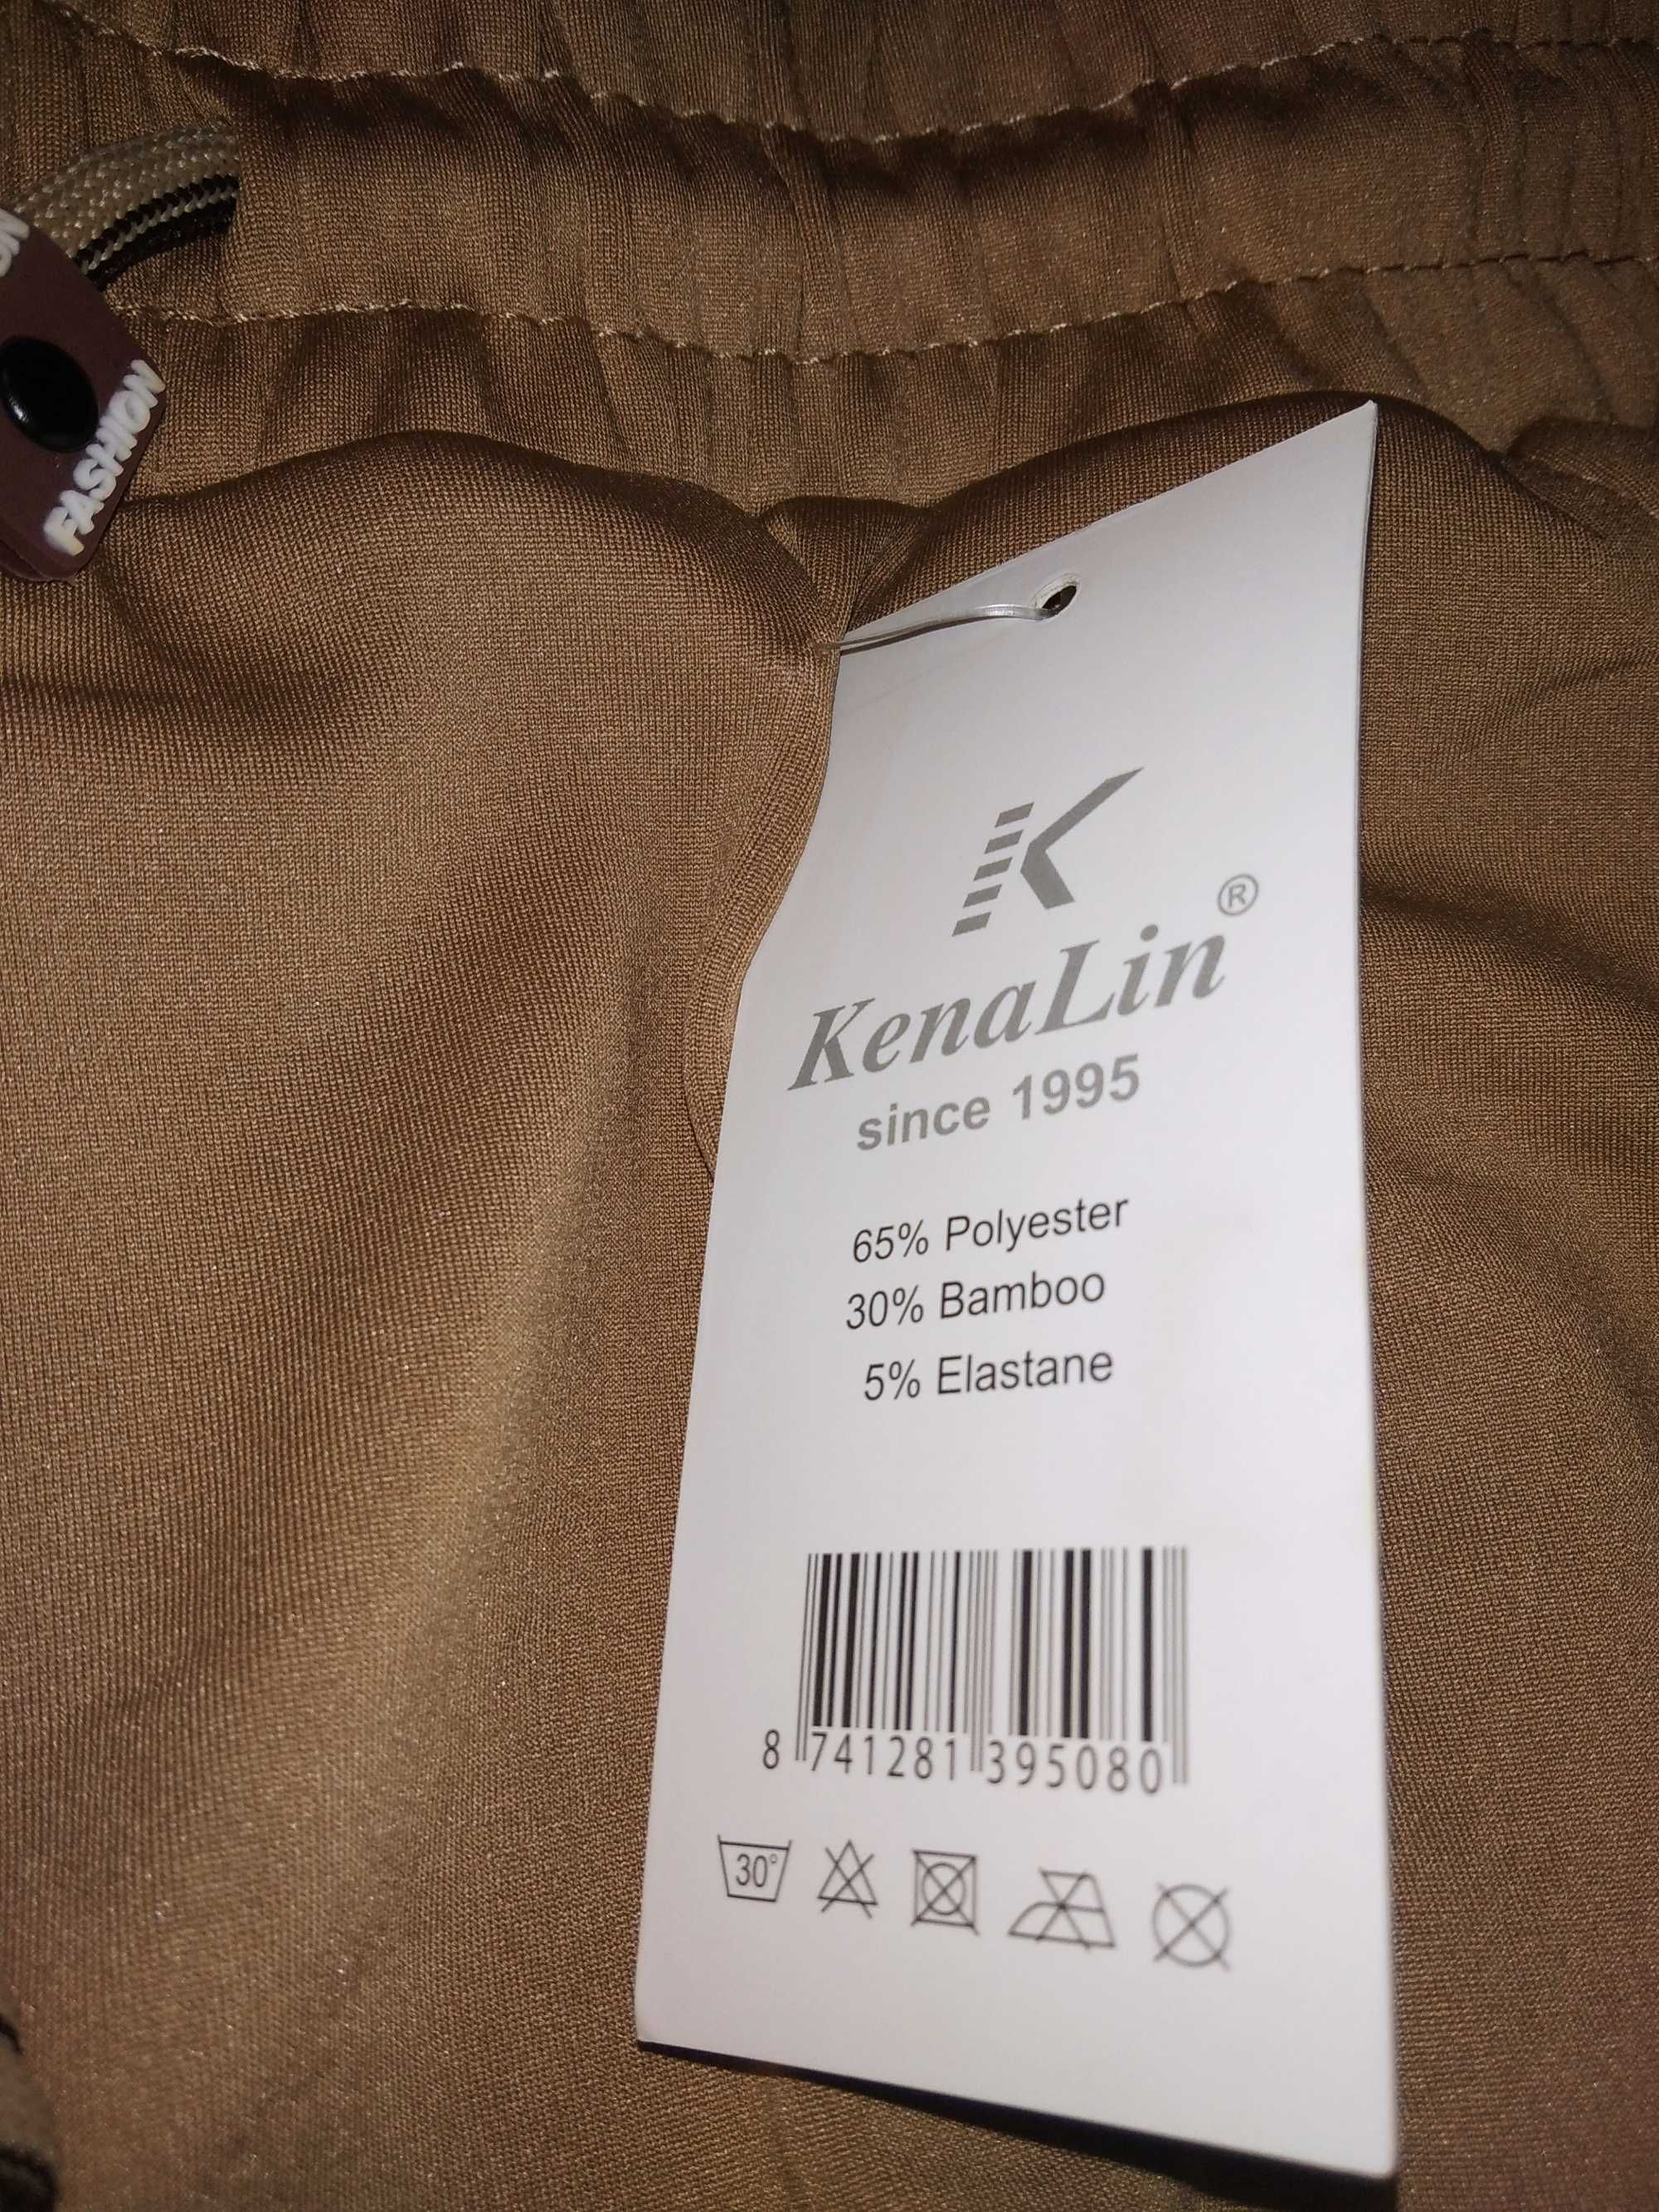 FASHION
K
KenaLin®
since 1995
65% Polyester
30% Bamboo
5% Elastane
8 741281 395080
30°